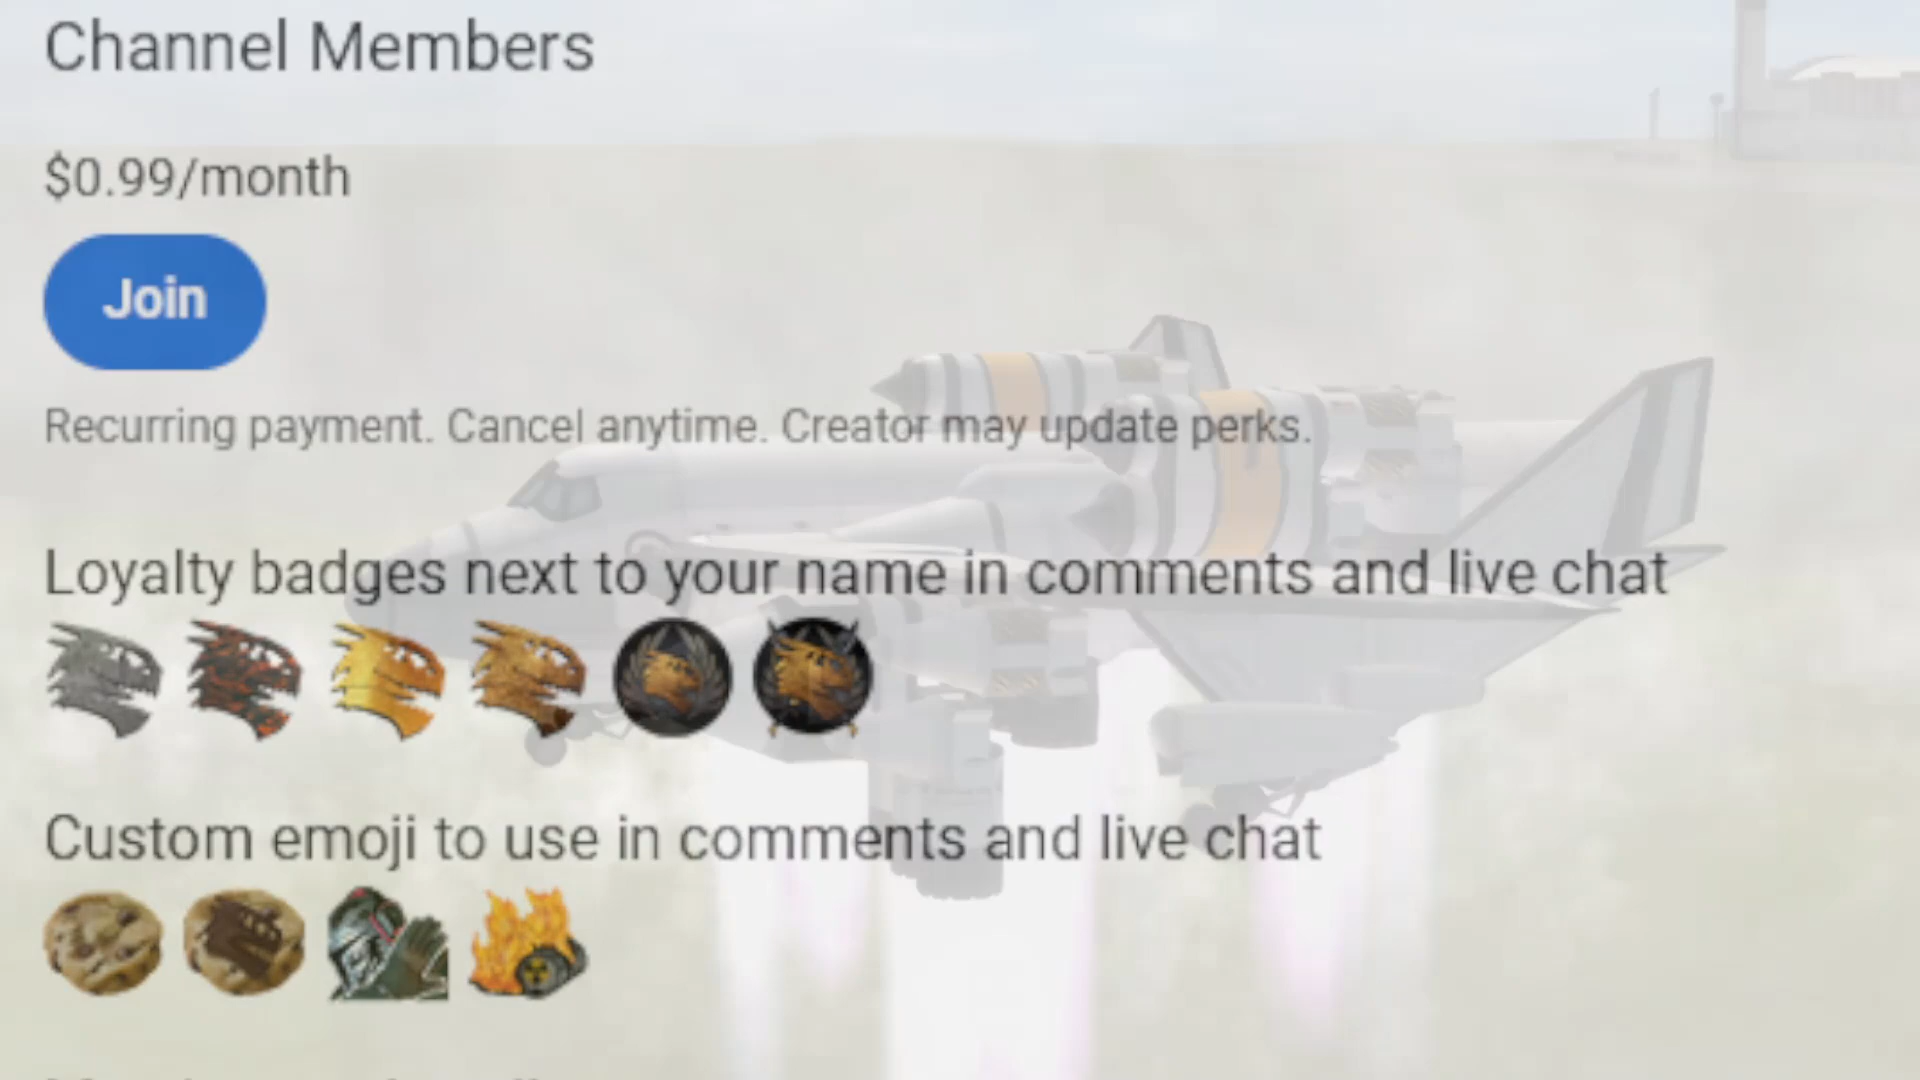 Channel Members
$0.99/month
Join
Recurring payment. Cancel anytime. Creator may update perks.
Loyalty badges next to your name in comments and live chat
Custom emoji to use in comments and live chat